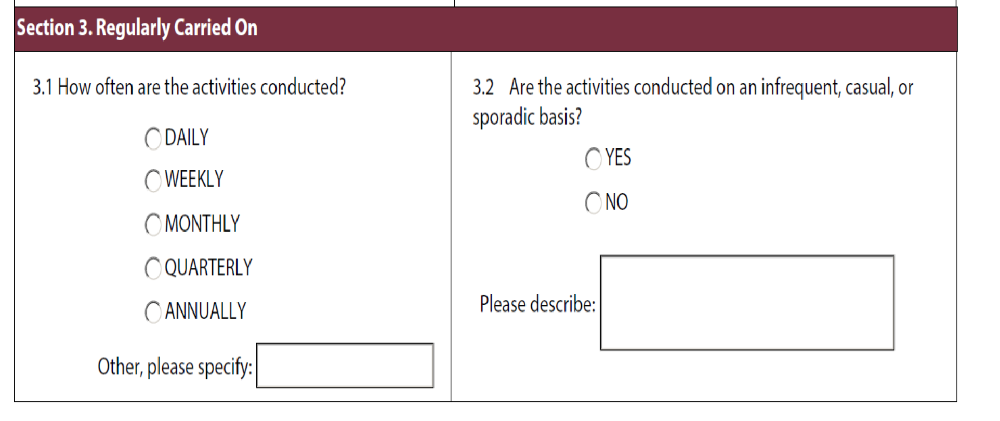 Section 3. Regularly Carried On
3.1 How often are the activities conducted?
DAILY
WEEKLY
MONTHLY
QUARTERLY
ANNUALLY
Other, please specify:
3.2 Are the activities conducted on an infrequent, casual, or
sporadic basis?
YES
NO
Please describe: